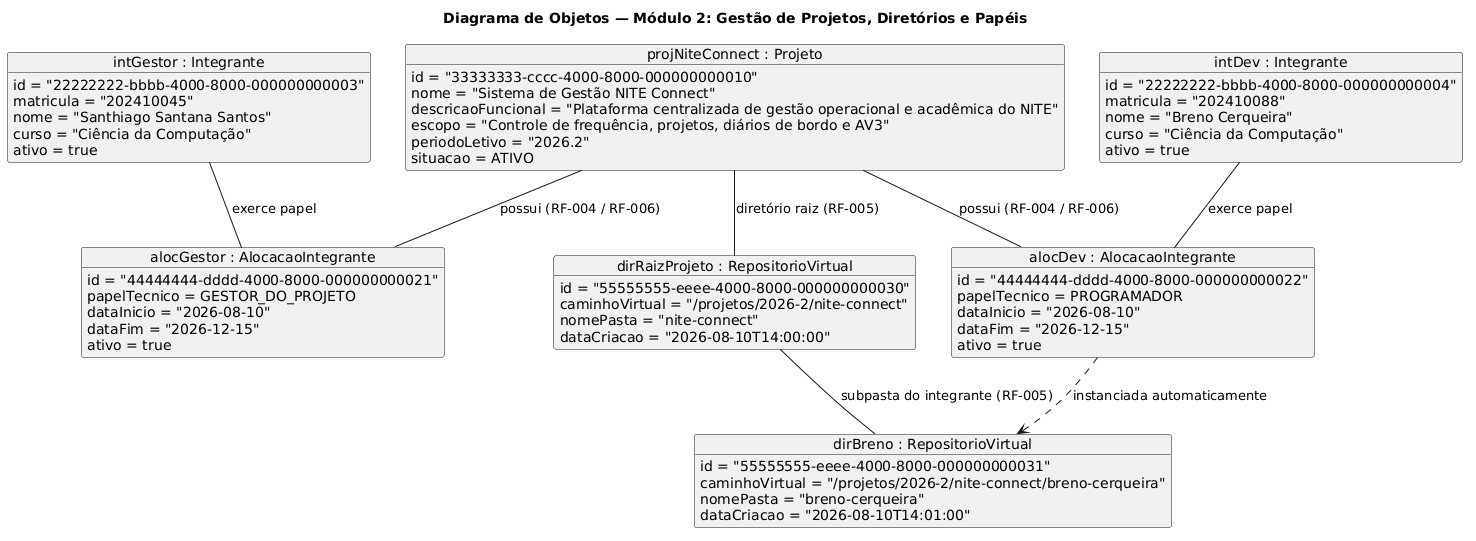 Diagrama de Objetos — Módulo 2: Gestão de Projetos, Diretórios e Papéis
intGestor : Integrante
id = "22222222-bbbb-4000-8000-000000000003"
matricula = "202410045"
nome = "Santhiago Santana Santos"
curso = "Ciência da Computação"
ativo = true
projNiteConnect : Projeto
id = "33333333-cccc-4000-8000-000000000010"
nome = "Sistema de Gestão NITE Connect"
descricaoFuncional = "Plataforma centralizada de gestão operacional e acadêmica do NITE"
escopo = "Controle de frequência, projetos, diários de bordo e AV3"
periodoLetivo = "2026.2"
situacao = ATIVO
intDev : Integrante
id = "22222222-bbbb-4000-8000-000000000004"
matricula = "202410088"
nome = "Breno Cerqueira"
curso = "Ciência da Computação"
ativo = true
exerce papel
possui (RF-004 / RF-006)
diretório raiz (RF-005)
possui (RF-004 / RF-006)
exerce papel
alocGestor : AlocacaoIntegrante
id = "44444444-dddd-4000-8000-000000000021"
papelTecnico = GESTOR_DO_PROJETO
dataInicio = "2026-08-10"
dataFim = "2026-12-15"
ativo = true
dirRaizProjeto : RepositorioVirtual
id = "55555555-eeee-4000-8000-000000000030"
caminhoVirtual = "/projetos/2026-2/nite-connect"
nomePasta = "nite-connect"
dataCriacao = "2026-08-10T14:00:00"
alocDev : AlocacaoIntegrante
id = "44444444-dddd-4000-8000-000000000022"
papelTecnico = PROGRAMADOR
dataInicio = "2026-08-10"
dataFim = "2026-12-15"
ativo = true
subpasta do integrante (RF-005)
instanciada automaticamente
dirBreno : RepositorioVirtual
id = "55555555-eeee-4000-8000-000000000031"
caminhoVirtual = "/projetos/2026-2/nite-connect/breno-cerqueira"
nomePasta = "breno-cerqueira"
dataCriacao = "2026-08-10T14:01:00"